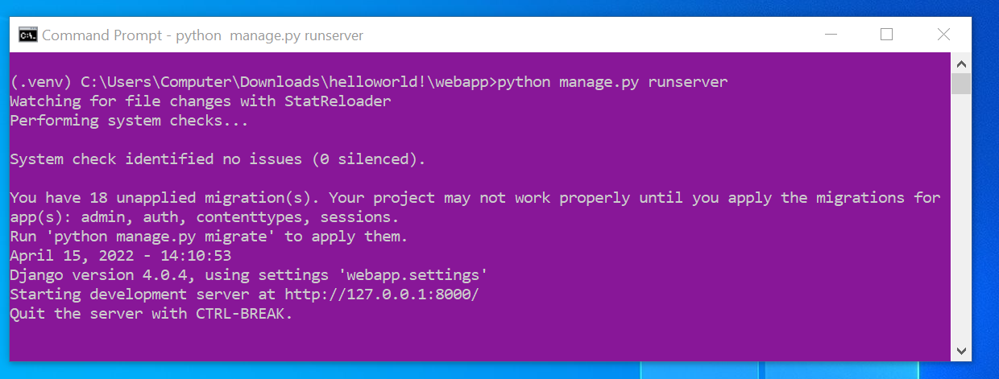 Command Prompt - python  manage.py runserver
(.venv) C:\Users\Computer\Downloads\helloworld!\webapp>python manage.py runserver
Watching for file changes with StatReloader
Performing system checks...
System check identified no issues (0 silenced).
You have 18 unapplied migration(s). Your project may not work properly until you apply the migrations for
app(s): admin, auth, contenttypes, sessions.
Run 'python manage.py migrate' to apply them.
April 15, 2022 - 14:10:53
Django version 4.0.4, using settings 'webapp.settings'
Starting development server at http://127.0.0.1:8000/
Quit the server with CTRL-BREAK.